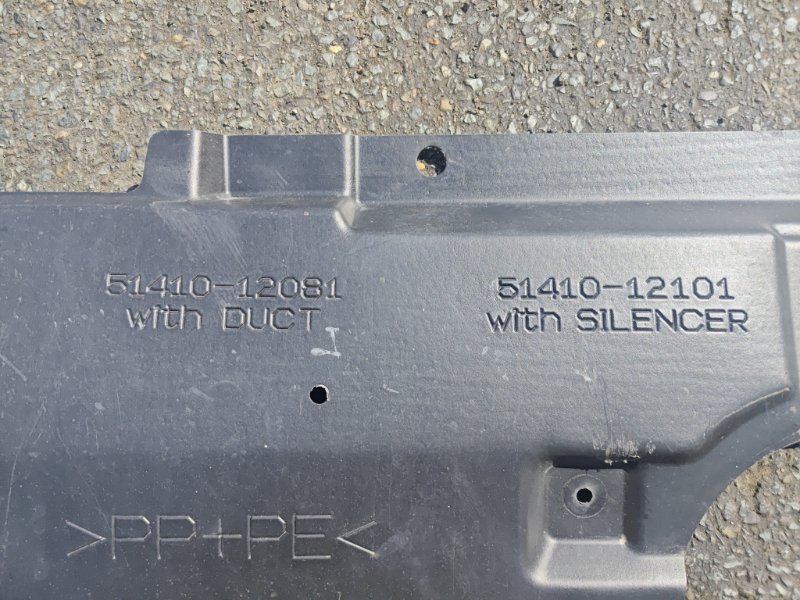 51410-12081
with DUCT
51410-12101
with SILENCER
>PP+PE<